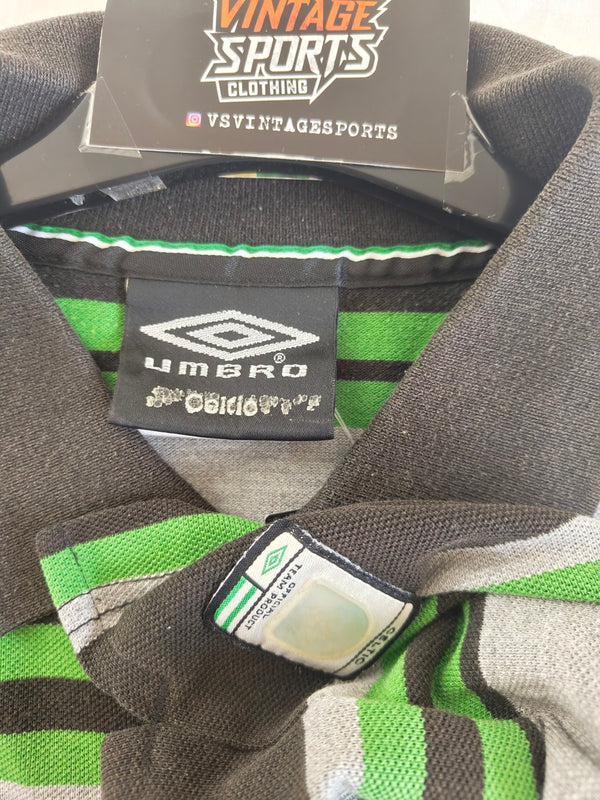 VINTAGE
SPORTS
CLOTHING
VSVINTAGESPORTS
UMBRO®
OFFICIAL
TEAM PRODUCT
CELTIC